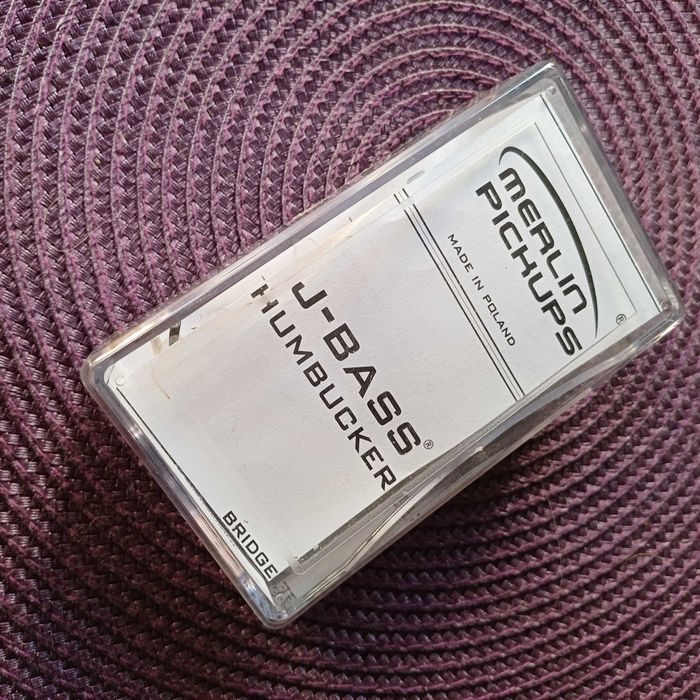 MERLIN
PICKUPS®
MADE IN POLAND
J-BASS®
HUMBUCKER
BRIDGE